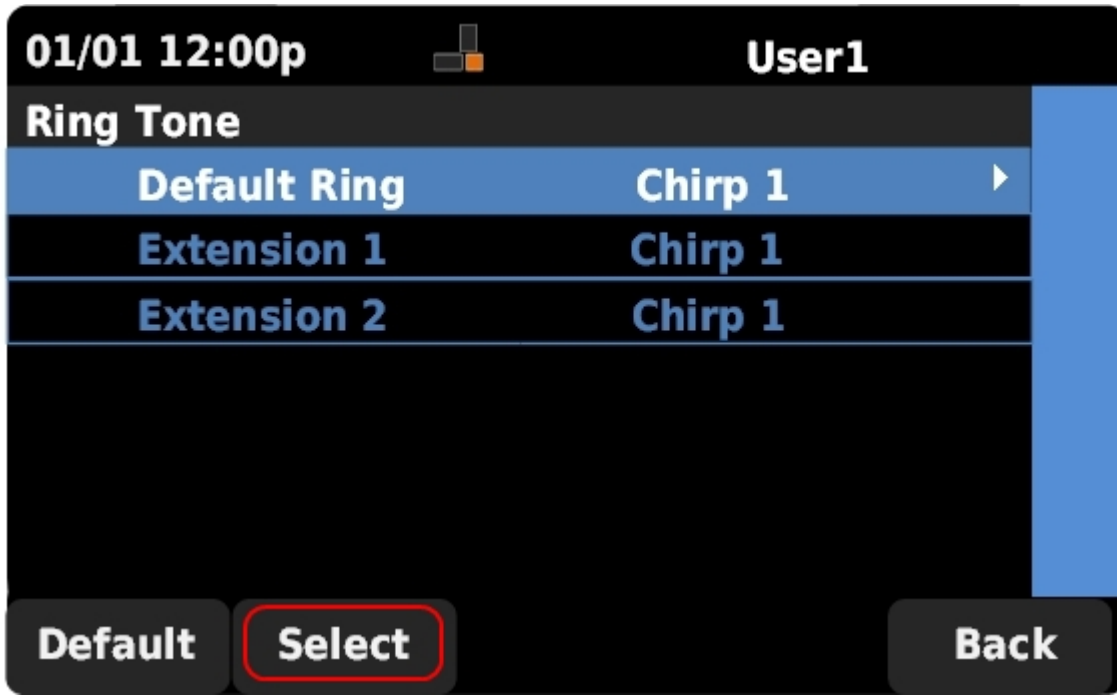 01/01 12:00p User1
Ring Tone
Default Ring Chirp 1
Extension 1 Chirp 1
Extension 2 Chirp 1
Default Select Back